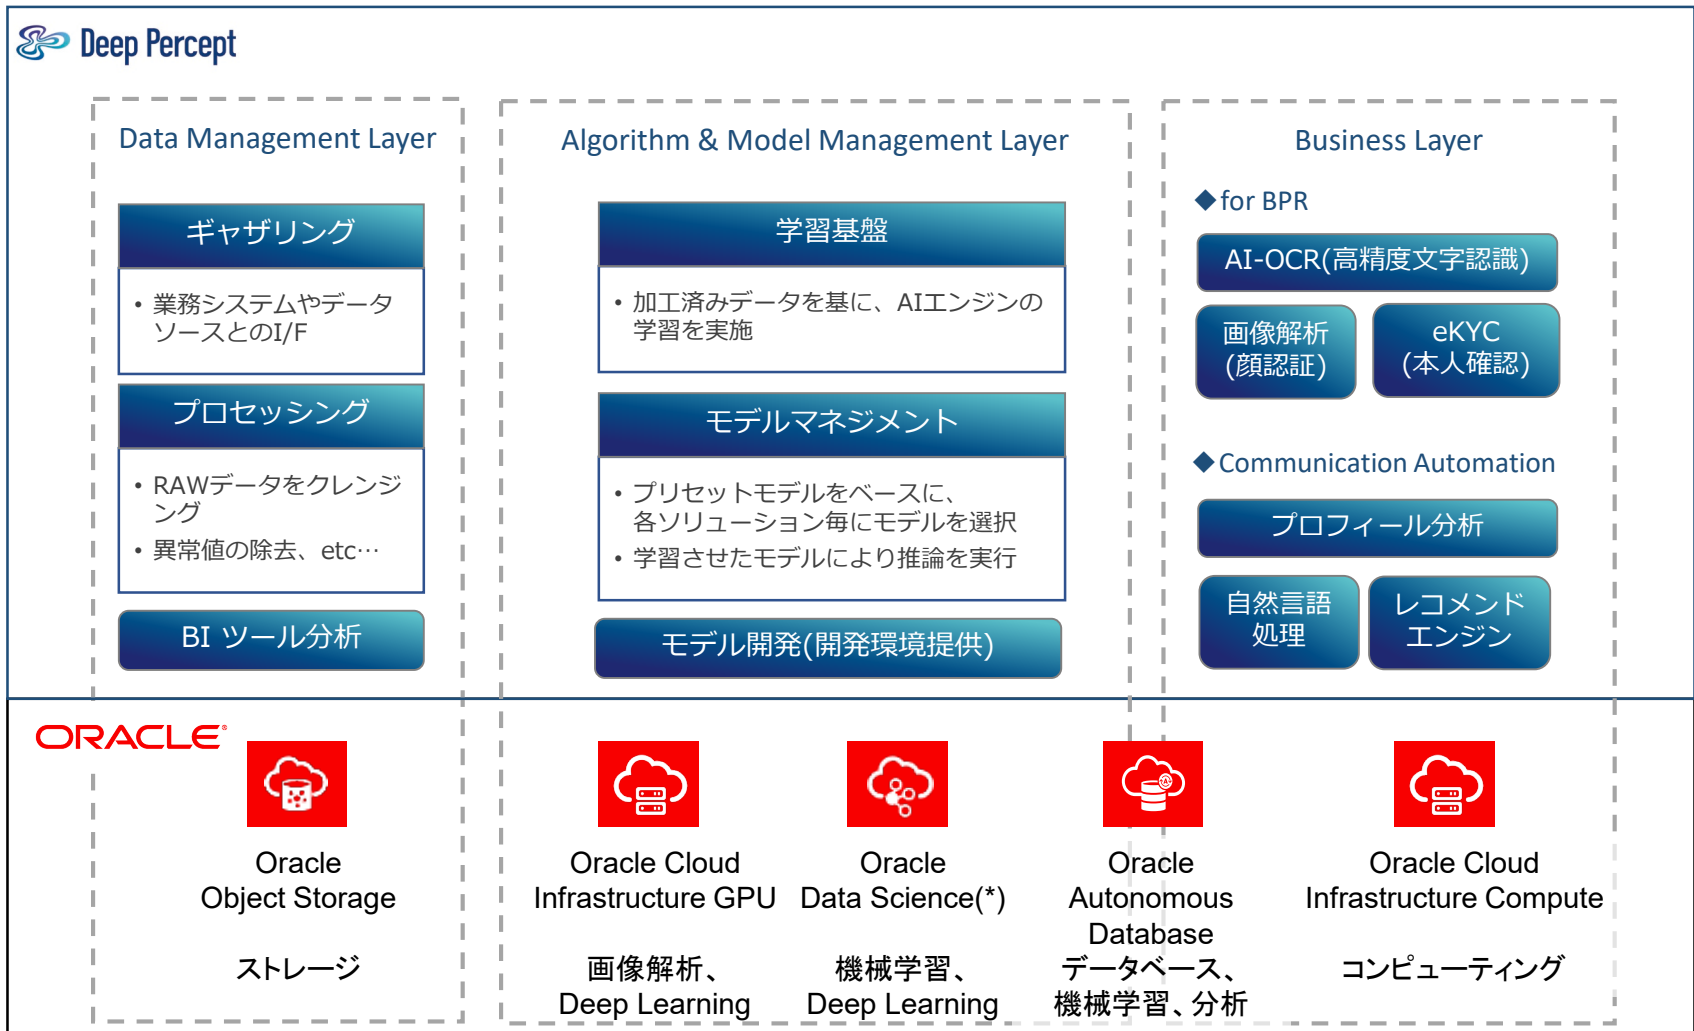 Deep Percept
Data Management Layer
ギャザリング
• 業務システムやデータ
ソースとのI/F
プロセッシング
• RAWデータをクレンジ
ング
• 異常値の除去、etc…
BI ツール分析
Algorithm & Model Management Layer
学習基盤
• 加工済みデータを基に、AIエンジンの
学習を実施
モデルマネジメント
• プリセットモデルをベースに、
各ソリューション毎にモデルを選択
• 学習させたモデルにより推論を実行
モデル開発(開発環境提供)
Business Layer
◆for BPR
AI-OCR(高精度文字認識)
画像解析
(顔認証)
eKYC
(本人確認)
◆Communication Automation
プロフィール分析
自然言語
処理
レコメンド
エンジン
ORACLE®
Oracle
Object Storage
ストレージ
Oracle Cloud
Infrastructure GPU
画像解析、
Deep Learning
Oracle
Data Science(*)
機械学習、
Deep Learning
Oracle
Autonomous
Database
データベース、
機械学習、分析
Oracle Cloud
Infrastructure Compute
コンピューティング